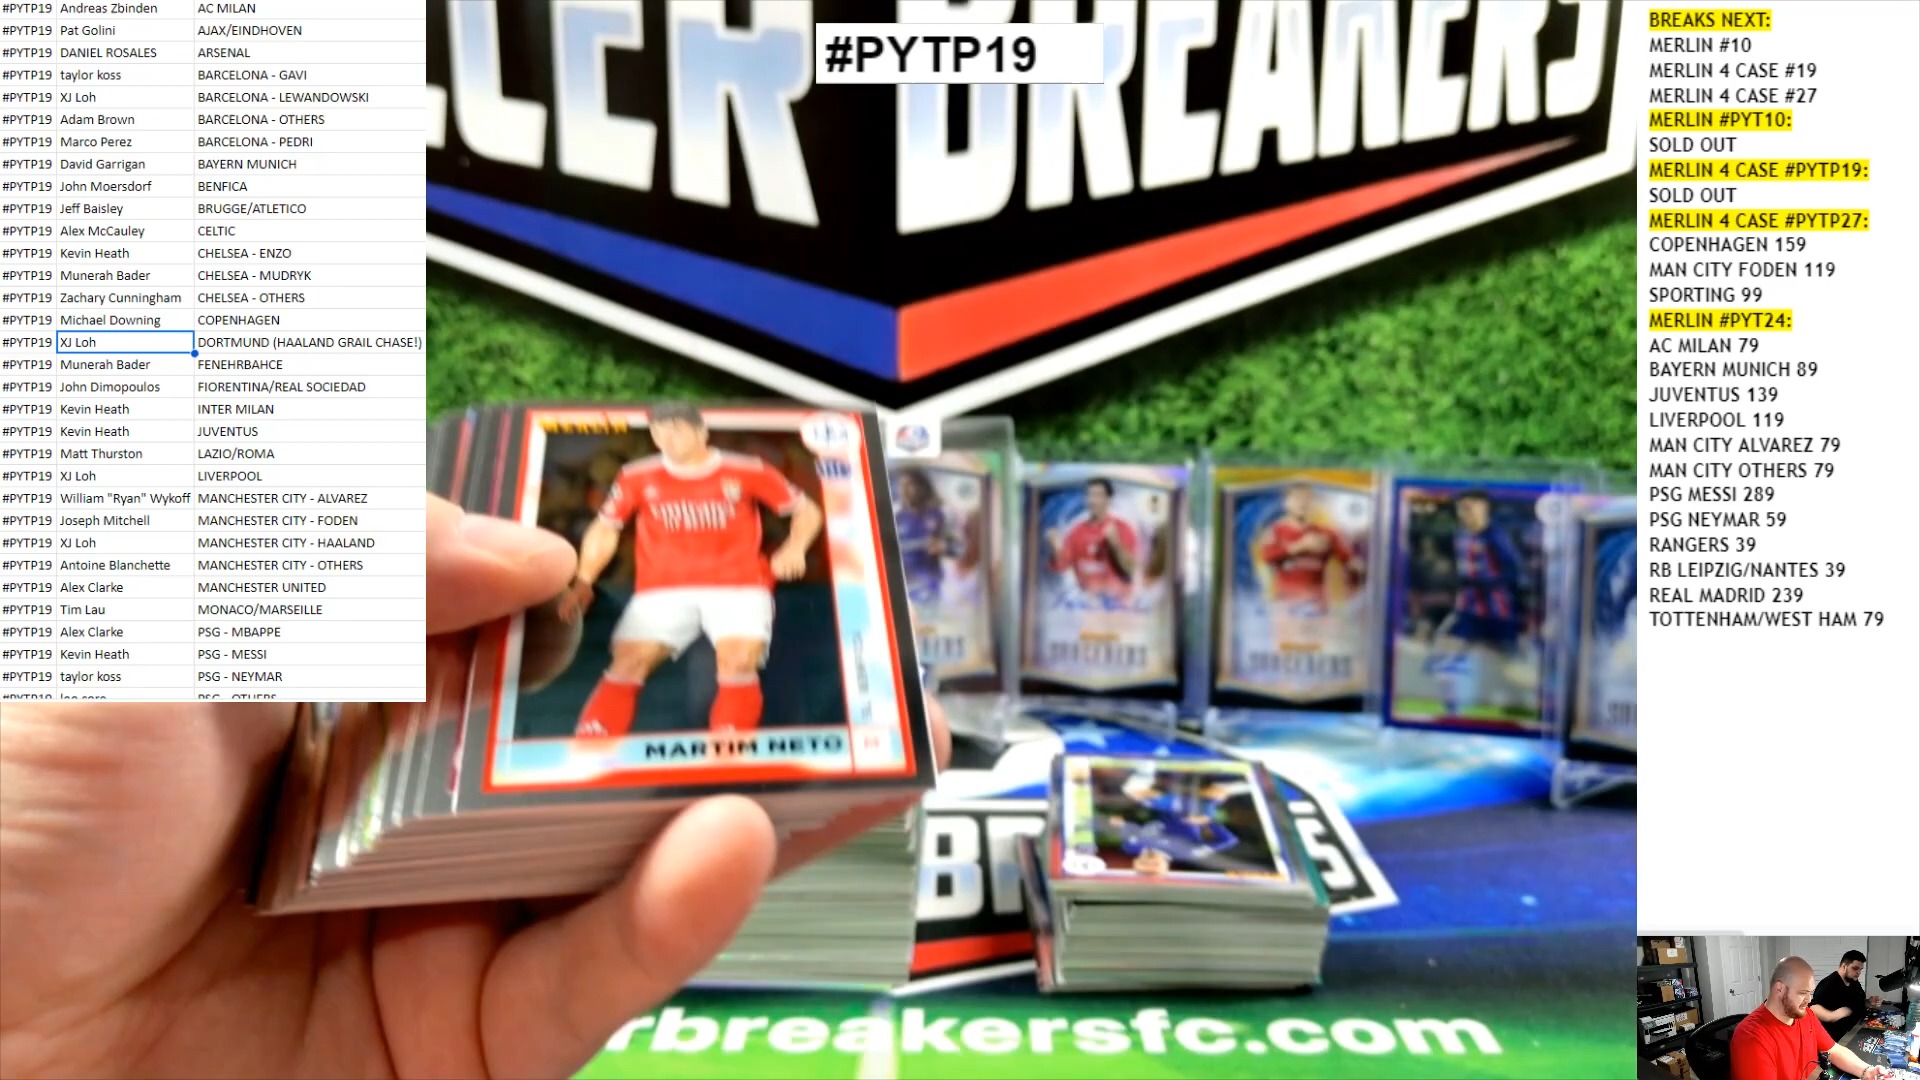 #PYTP19 Andreas Zbinden AC MILAN
#PYTP19 Pat Golini AJAX/EINDHOVEN
#PYTP19 DANIEL ROSALES ARSENAL
#PYTP19 taylor koss BARCELONA - GAVI
#PYTP19 XJ Loh BARCELONA - LEWANDOWSKI
#PYTP19 Adam Brown BARCELONA - OTHERS
#PYTP19 Marco Perez BARCELONA - PEDRI
#PYTP19 David Garrigan BAYERN MUNICH
#PYTP19 John Moersdorf BENFICA
#PYTP19 Jeff Baisley BRUGGE/ATLETICO
#PYTP19 Alex McCauley CELTIC
#PYTP19 Kevin Heath CHELSEA - ENZO
#PYTP19 Munerah Bader CHELSEA - MUDRYK
#PYTP19 Zachary Cunningham CHELSEA - OTHERS
#PYTP19 Michael Downing COPENHAGEN
#PYTP19 XJ Loh DORTMUND (HAALAND GRAIL CHASE!)
#PYTP19 Munerah Bader FENEHRBAHCE
#PYTP19 John Dimopoulos FIORENTINA/REAL SOCIEDAD
#PYTP19 Kevin Heath INTER MILAN
#PYTP19 Kevin Heath JUVENTUS
#PYTP19 Matt Thurston LAZIO/ROMA
#PYTP19 XJ Loh LIVERPOOL
#PYTP19 William "Ryan" Wykoff MANCHESTER CITY - ALVAREZ
#PYTP19 Joseph Mitchell MANCHESTER CITY - FODEN
#PYTP19 XJ Loh MANCHESTER CITY - HAALAND
#PYTP19 Antoine Blanchette MANCHESTER CITY - OTHERS
#PYTP19 Alex Clarke MANCHESTER UNITED
#PYTP19 Tim Lau MONACO/MARSEILLE
#PYTP19 Alex Clarke PSG - MBAPPE
#PYTP19 Kevin Heath PSG - MESSI
#PYTP19 taylor koss PSG - NEYMAR
#PYTP19
BREAKERS
MERLIN
Emirates
MARTIM NETO
rbreakersfc.com
BREAKS NEXT:
MERLIN #10
MERLIN 4 CASE #19
MERLIN 4 CASE #27
MERLIN #PYT10:
SOLD OUT
MERLIN 4 CASE #PYTP19:
SOLD OUT
MERLIN 4 CASE #PYTP27:
COPENHAGEN 159
MAN CITY FODEN 119
SPORTING 99
MERLIN #PYT24:
AC MILAN 79
BAYERN MUNICH 89
JUVENTUS 139
LIVERPOOL 119
MAN CITY ALVAREZ 79
MAN CITY OTHERS 79
PSG MESSI 289
PSG NEYMAR 59
RANGERS 39
RB LEIPZIG/NANTES 39
REAL MADRID 239
TOTTENHAM/WEST HAM 79